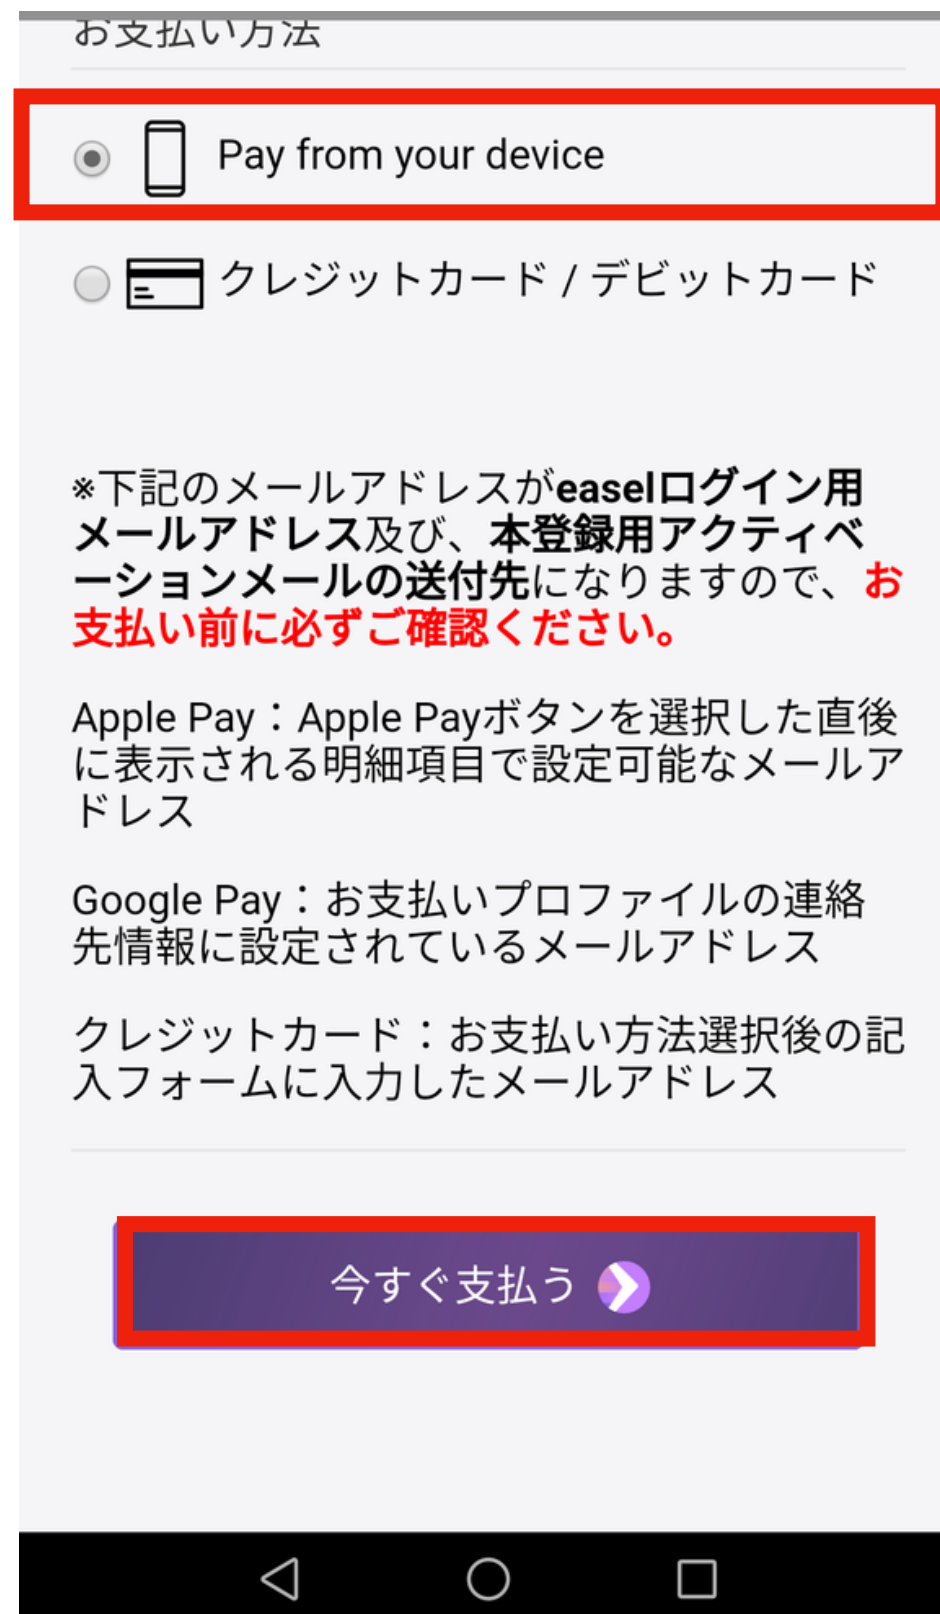 お支払い方法
Pay from your device
クレジットカード / デビットカード
※下記のメールアドレスがeaselログイン用
メールアドレス及び、本登録用アクティベ
ーションメールの送付先になりますので、お
支払い前に必ずご確認ください。
Apple Pay：Apple Payボタンを選択した直後
に表示される明細項目で設定可能なメールア
ドレス
Google Pay：お支払いプロファイルの連絡
先情報に設定されているメールアドレス
クレジットカード：お支払い方法選択後の記
入フォームに入力したメールアドレス
今すぐ支払う